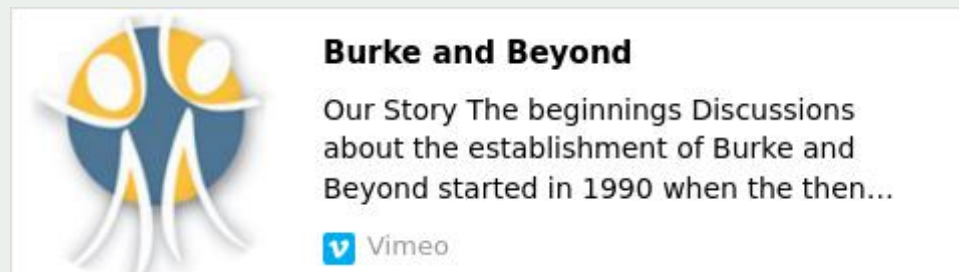 Burke and Beyond
Our Story The beginnings Discussions
about the establishment of Burke and
Beyond started in 1990 when the then...
Vimeo